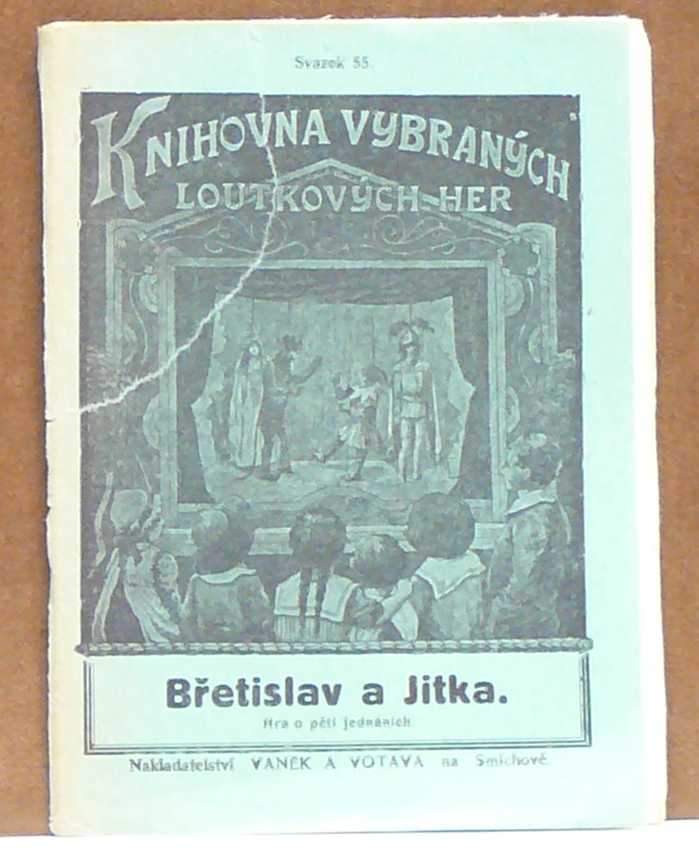 Svazek 55.
KNIHOVNA VYBRANÝCH
LOUTKOVÝCH HER
Břetislav a Jitka.
Hra o pěti jednáních
Nakladatelství VANĚK A VOTAVA na Smíchově.